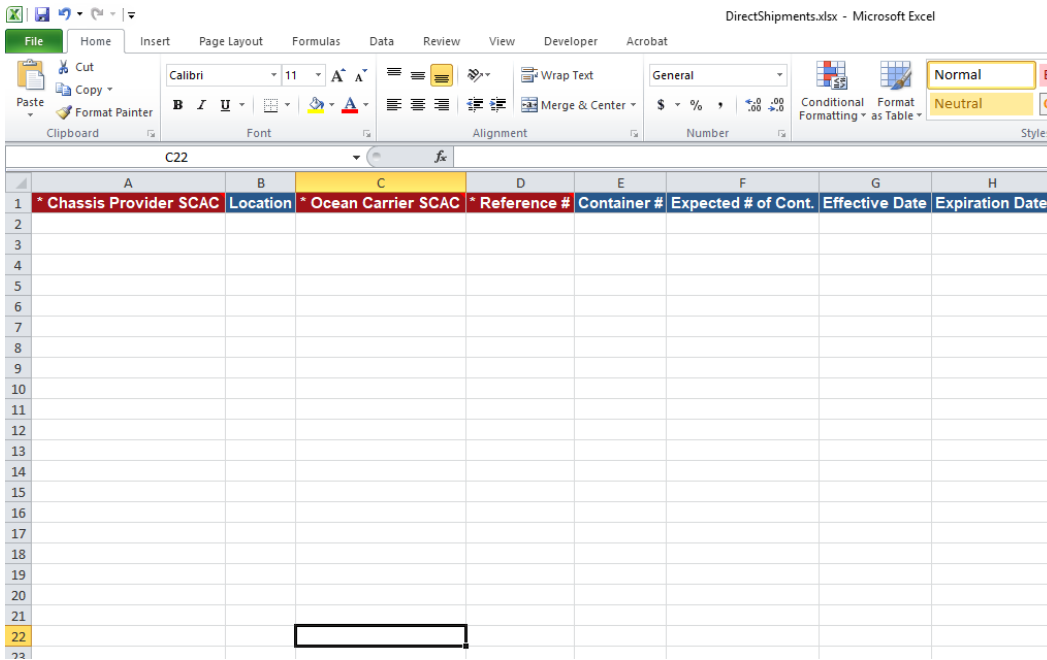 DirectShipments.xlsx - Microsoft Excel
File Home Insert Page Layout Formulas Data Review View Developer Acrobat
Paste
Cut
Copy
Format Painter
Clipboard
Calibri 11
B I U
Font
Wrap Text
Merge & Center
Alignment
General
$ % , .00 .00
Number
Conditional Formatting
Format as Table
Normal
Neutral
Style
C22 fx
A B C D E F G H
1 * Chassis Provider SCAC Location * Ocean Carrier SCAC * Reference # Container # Expected # of Cont. Effective Date Expiration Date
2
3
4
5
6
7
8
9
10
11
12
13
14
15
16
17
18
19
20
21
22
23